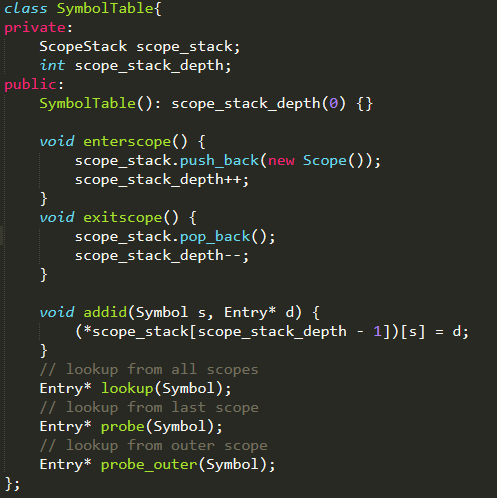 class SymbolTable{
private:
    ScopeStack scope_stack;
    int scope_stack_depth;
public:
    SymbolTable(): scope_stack_depth(0) {}

    void enterscope() {
        scope_stack.push_back(new Scope());
        scope_stack_depth++;
    }
    void exitscope() {
        scope_stack.pop_back();
        scope_stack_depth--;
    }

    void addid(Symbol s, Entry* d) {
        (*scope_stack[scope_stack_depth - 1])[s] = d;
    }
    // lookup from all scopes
    Entry* lookup(Symbol);
    // lookup from last scope
    Entry* probe(Symbol);
    // lookup from outer scope
    Entry* probe_outer(Symbol);
};